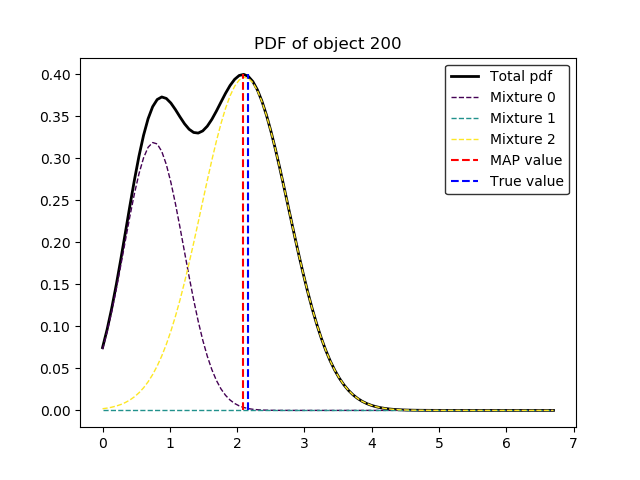 PDF of object 200
Total pdf
Mixture 0
Mixture 1
Mixture 2
MAP value
True value
0.40
0.35
0.30
0.25
0.20
0.15
0.10
0.05
0.00
0 1 2 3 4 5 6 7